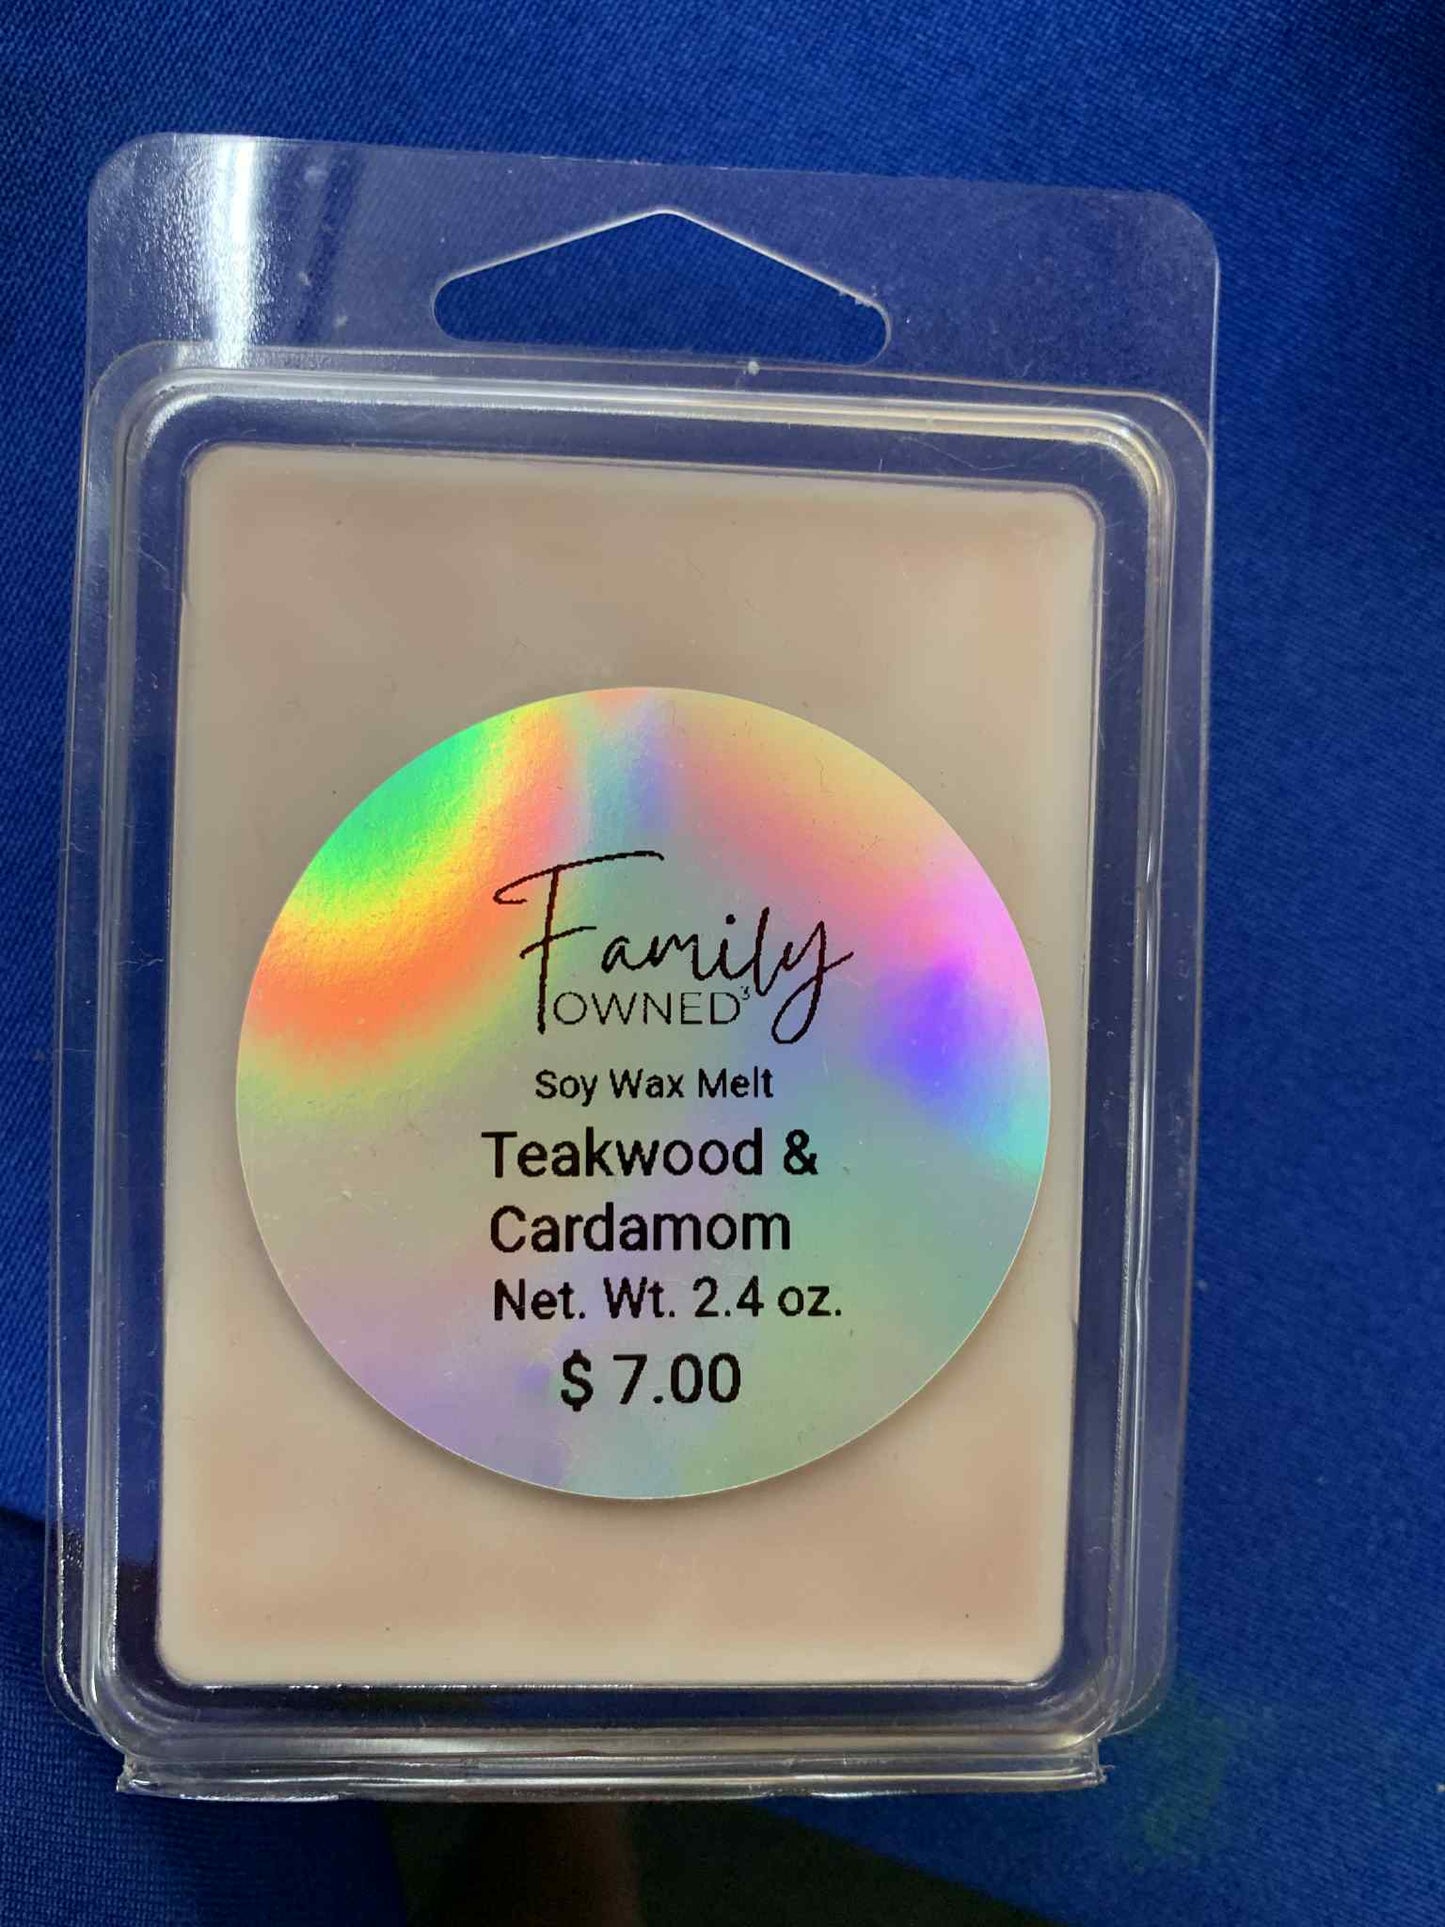 Family
OWNED³
Soy Wax Melt
Teakwood &
Cardamom
Net. Wt. 2.4 oz.
$ 7.00